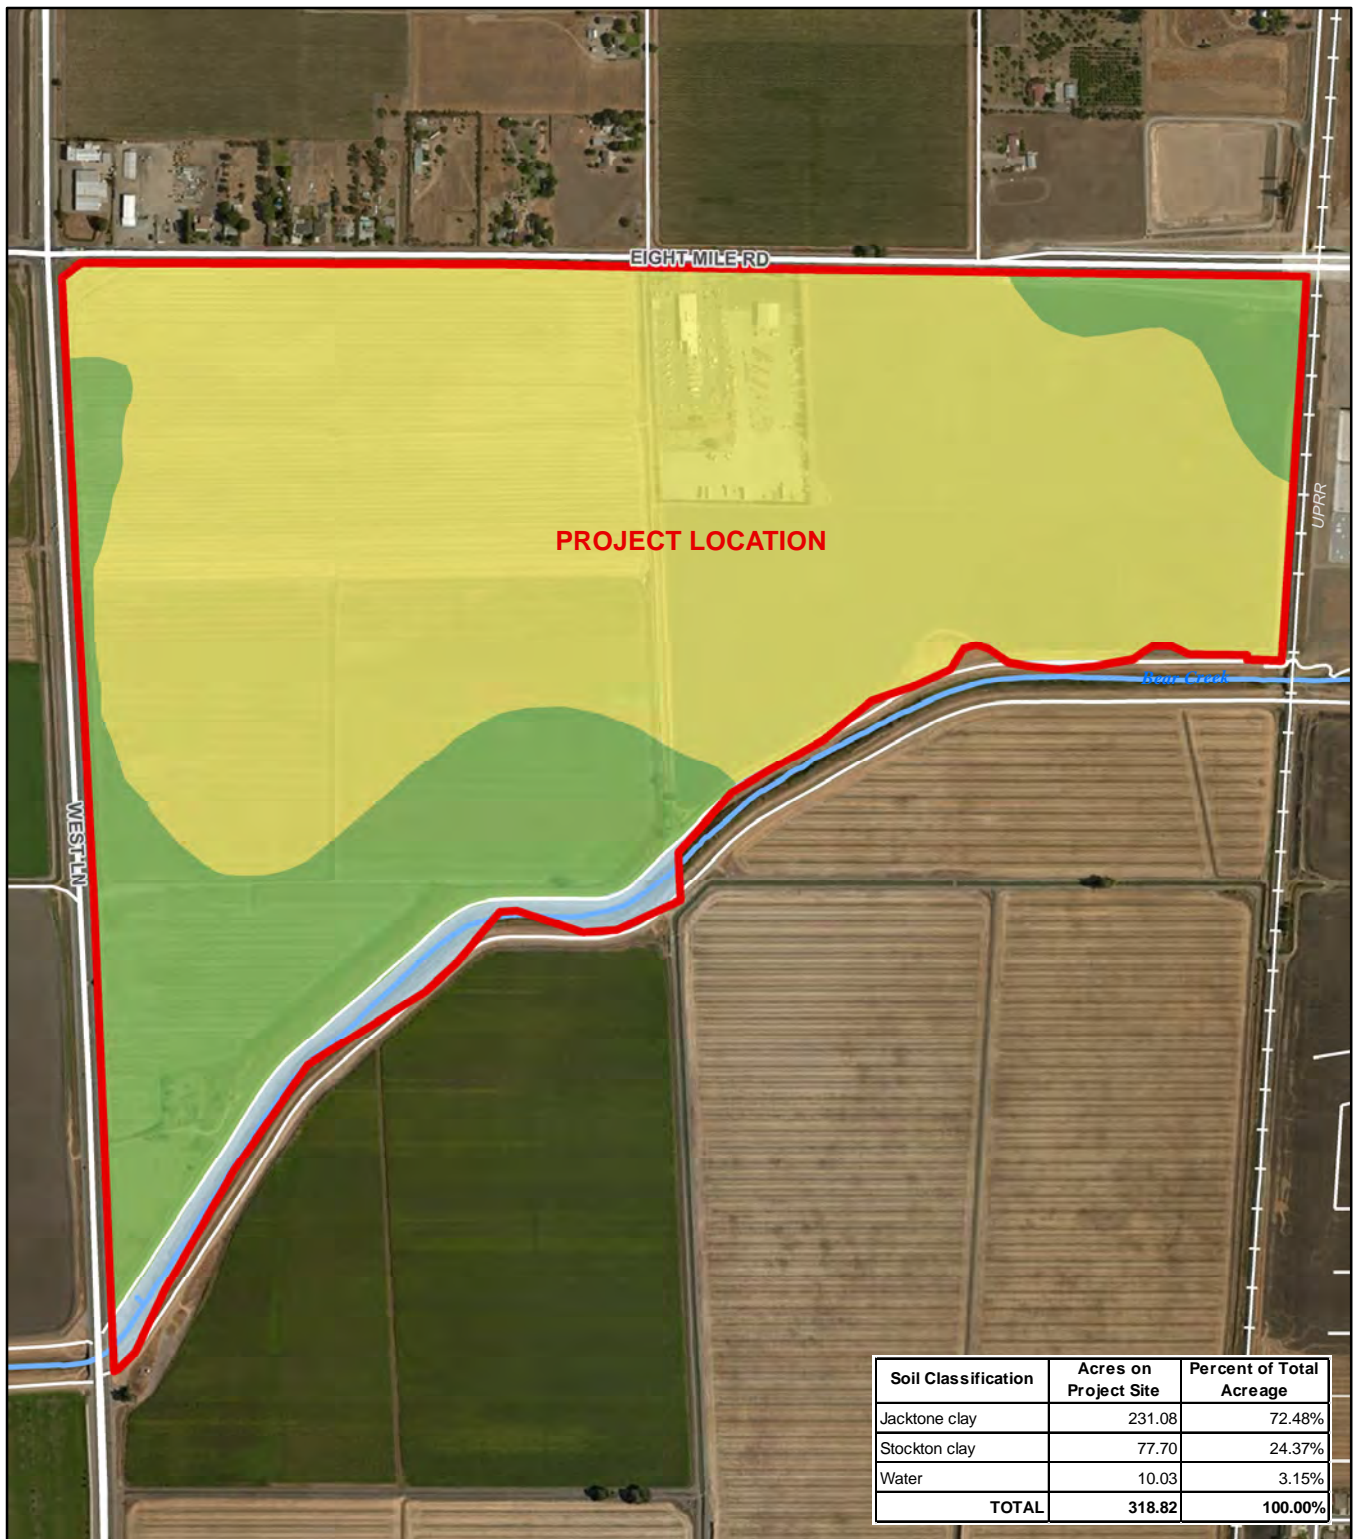 EIGHT MILE RD
PROJECT LOCATION
UPRR
Bear Creek
WEST LN
Soil Classification Acres on Project Site Percent of Total Acreage
Jacktone clay 231.08 72.48%
Stockton clay 77.70 24.37%
Water 10.03 3.15%
TOTAL 318.82 100.00%